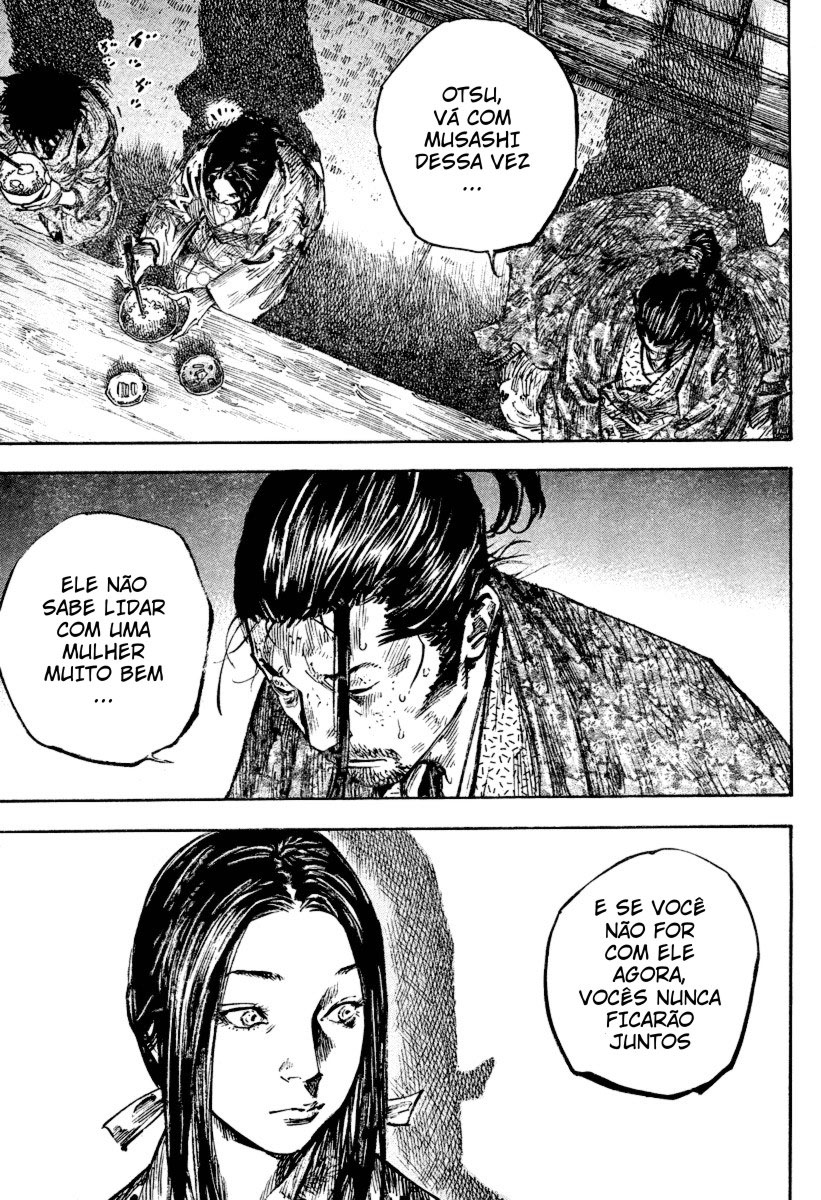 OTSU,
VÁ COM
MUSASHI
DESSA VEZ
...
ELE NÃO
SABE LIDAR
COM UMA
MULHER
MUITO BEM
...
E SE VOCÊ
NÃO FOR
COM ELE
AGORA,
VOCÊS NUNCA
FICARÃO
JUNTOS